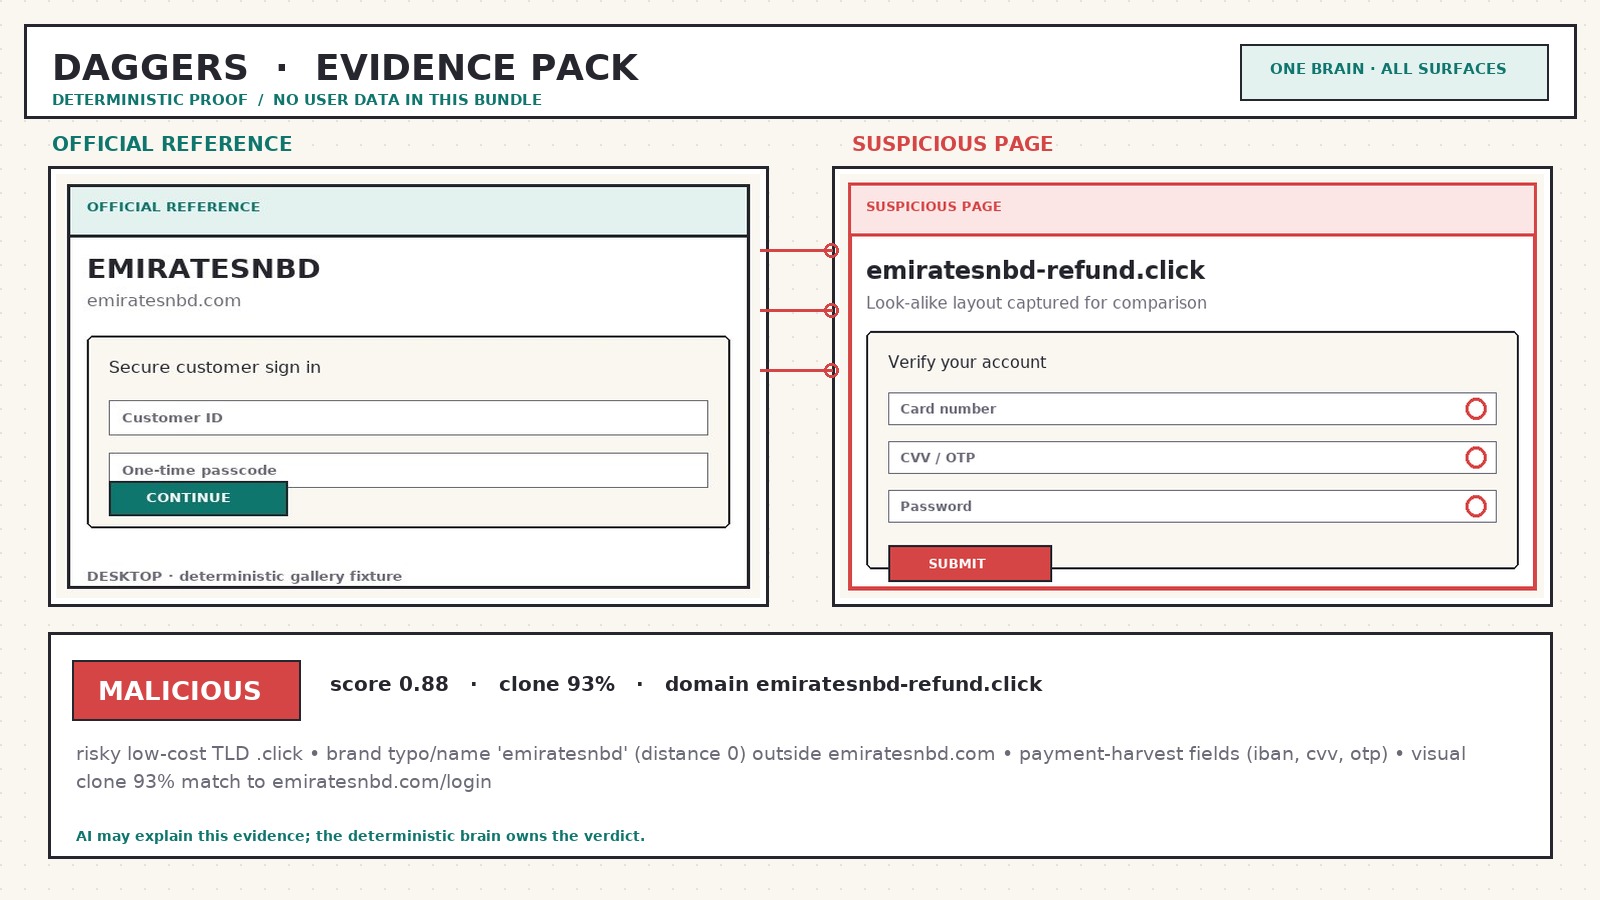 DAGGERS · EVIDENCE PACK
DETERMINISTIC PROOF / NO USER DATA IN THIS BUNDLE
ONE BRAIN · ALL SURFACES
OFFICIAL REFERENCE
OFFICIAL REFERENCE
EMIRATESNBD
emiratesnbd.com
Secure customer sign in
Customer ID
One-time passcode
CONTINUE
DESKTOP · deterministic gallery fixture
SUSPICIOUS PAGE
SUSPICIOUS PAGE
emiratesnbd-refund.click
Look-alike layout captured for comparison
Verify your account
Card number
CVV / OTP
Password
SUBMIT
MALICIOUS
score 0.88 · clone 93% · domain emiratesnbd-refund.click
risky low-cost TLD .click • brand typo/name 'emiratesnbd' (distance 0) outside emiratesnbd.com • payment-harvest fields (iban, cvv, otp) • visual
clone 93% match to emiratesnbd.com/login
AI may explain this evidence; the deterministic brain owns the verdict.